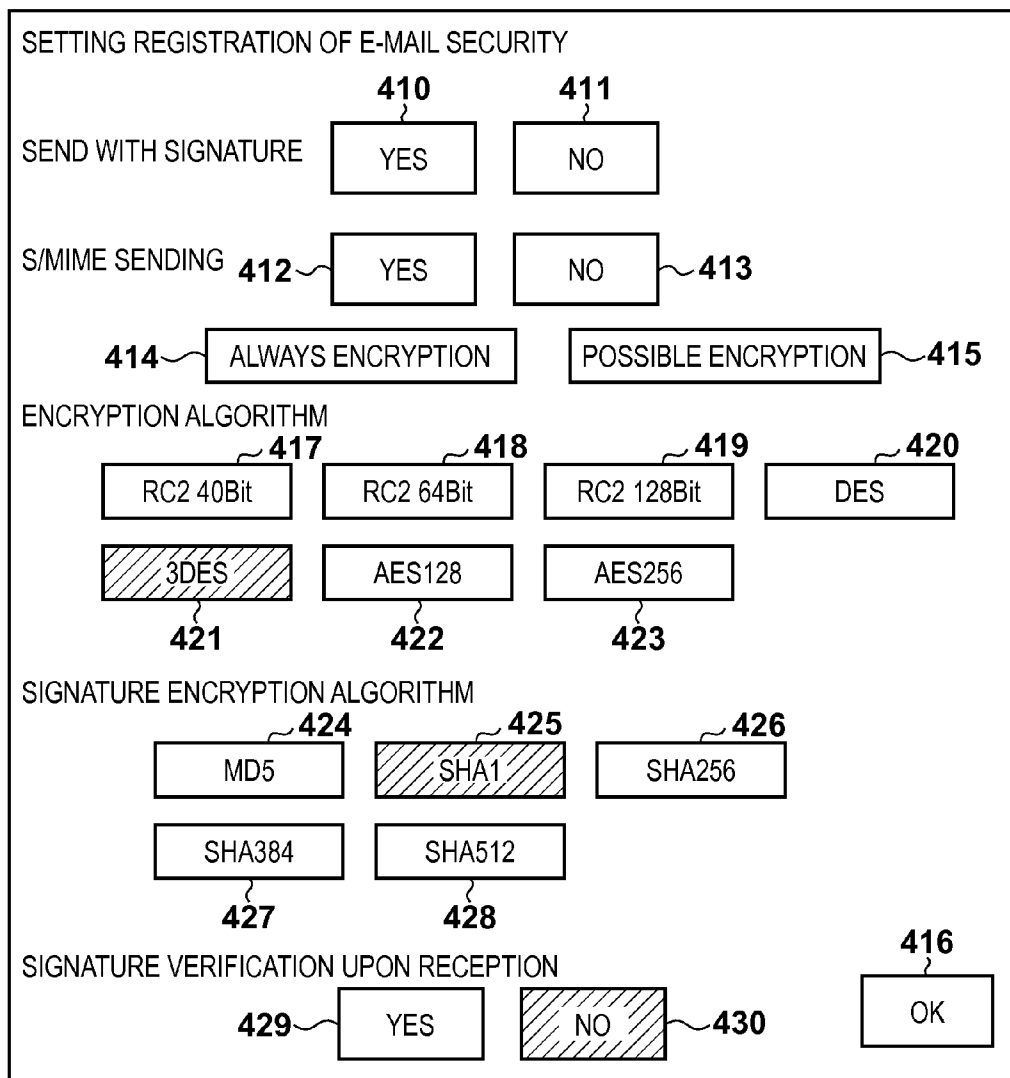 SETTING REGISTRATION OF E-MAIL SECURITY
410 411
SEND WITH SIGNATURE YES NO
S/MIME SENDING 412 YES NO 413
414 ALWAYS ENCRYPTION POSSIBLE ENCRYPTION 415
ENCRYPTION ALGORITHM
417 418 419 420
RC2 40Bit RC2 64Bit RC2 128Bit DES
3DES AES128 AES256
421 422 423
SIGNATURE ENCRYPTION ALGORITHM
424 425 426
MD5 SHA1 SHA256
SHA384 SHA512
427 428
416
SIGNATURE VERIFICATION UPON RECEPTION
429 YES NO 430 OK